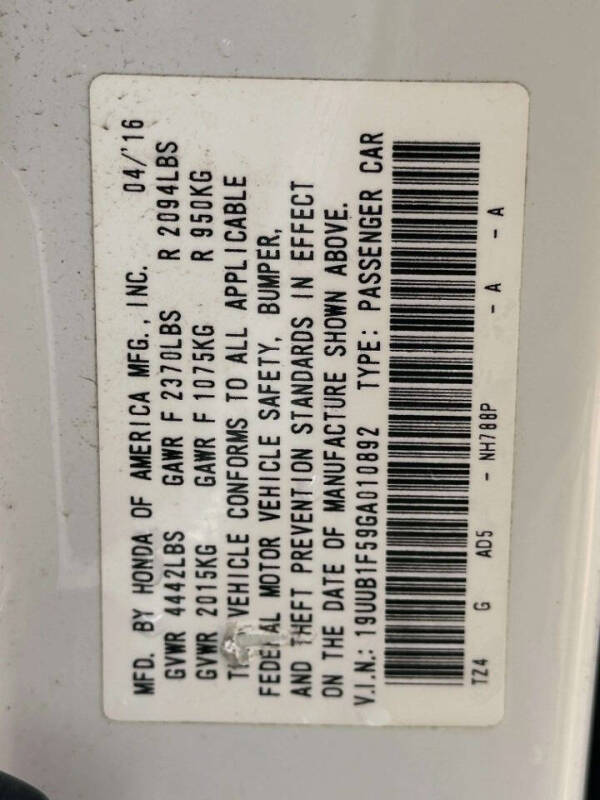 MFD. BY HONDA OF AMERICA MFG., INC. 04/'16
GVWR 4442LBS GAWR F 2370LBS R 2094LBS
GVWR 2015KG GAWR F 1075KG R 950KG
VEHICLE CONFORMS TO ALL APPLICABLE
FEDERAL MOTOR VEHICLE SAFETY, BUMPER,
AND THEFT PREVENTION STANDARDS IN EFFECT
ON THE DATE OF MANUFACTURE SHOWN ABOVE.
V.I.N.: 19UUB1F59GA010892 TYPE: PASSENGER CAR
TZ4 G AD5 - NH788P - A - A